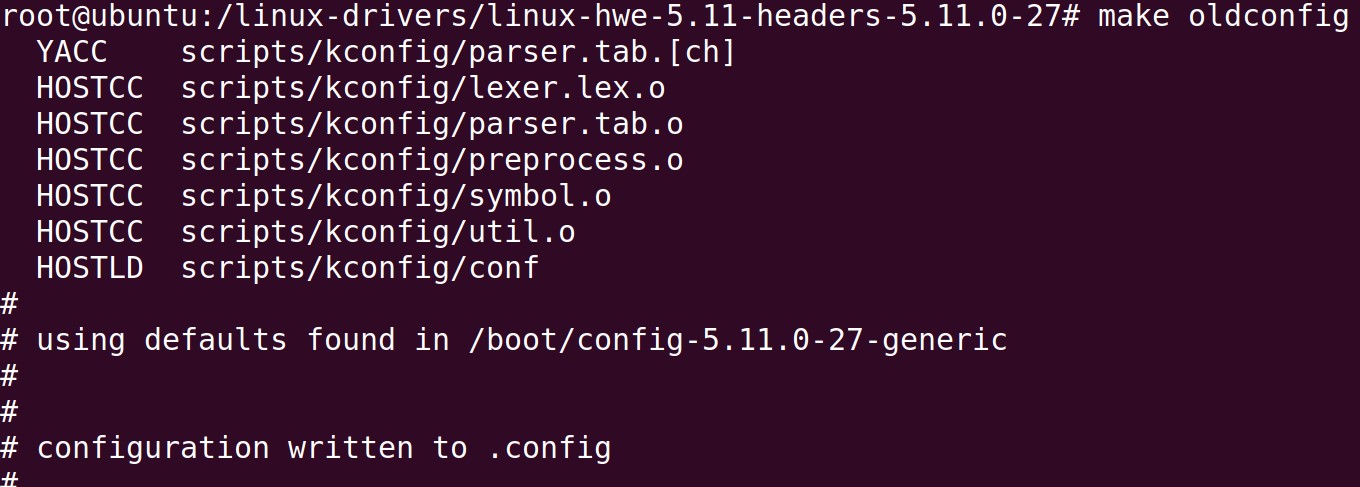 root@ubuntu:/linux-drivers/linux-hwe-5.11-headers-5.11.0-27# make oldconfig
  YACC    scripts/kconfig/parser.tab.[ch]
  HOSTCC  scripts/kconfig/lexer.lex.o
  HOSTCC  scripts/kconfig/parser.tab.o
  HOSTCC  scripts/kconfig/preprocess.o
  HOSTCC  scripts/kconfig/symbol.o
  HOSTCC  scripts/kconfig/util.o
  HOSTLD  scripts/kconfig/conf
#
# using defaults found in /boot/config-5.11.0-27-generic
#
#
# configuration written to .config
#